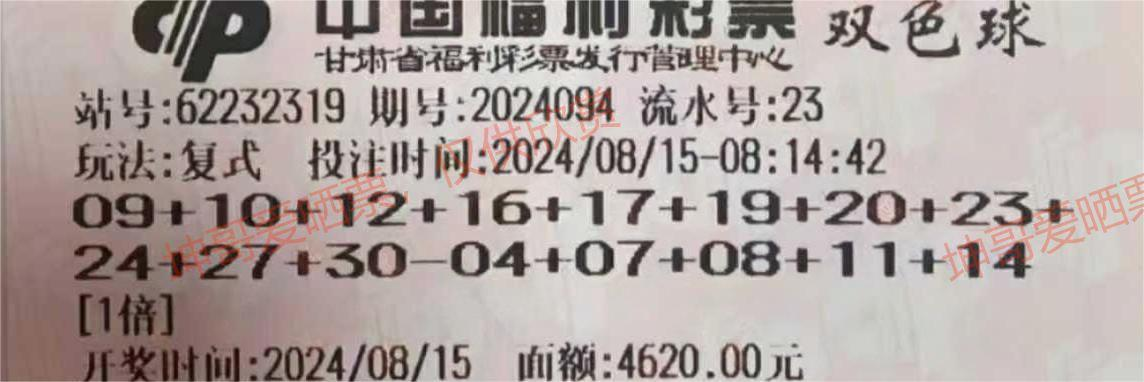 中国福利彩票 双色球
甘肃省福利彩票发行管理中心
站号:62232319 期号:2024094 流水号:23
玩法:复式 投注时间:2024/08/15-08:14:42
09+10+12+16+17+19+20+23+
24+27+30-04+07+08+11+14
[1倍]
开奖时间:2024/08/15 面额:4620.00元
坤哥爱晒票，仅供欣赏
坤哥爱晒票